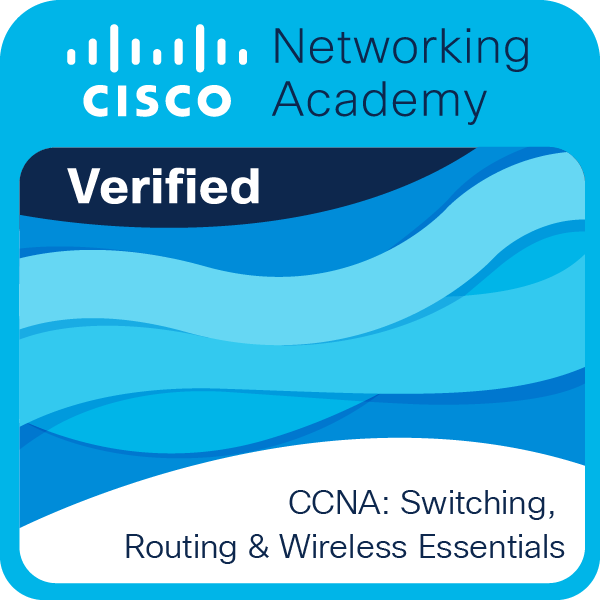 CISCO
Networking
Academy
Verified
CCNA: Switching,
Routing & Wireless Essentials